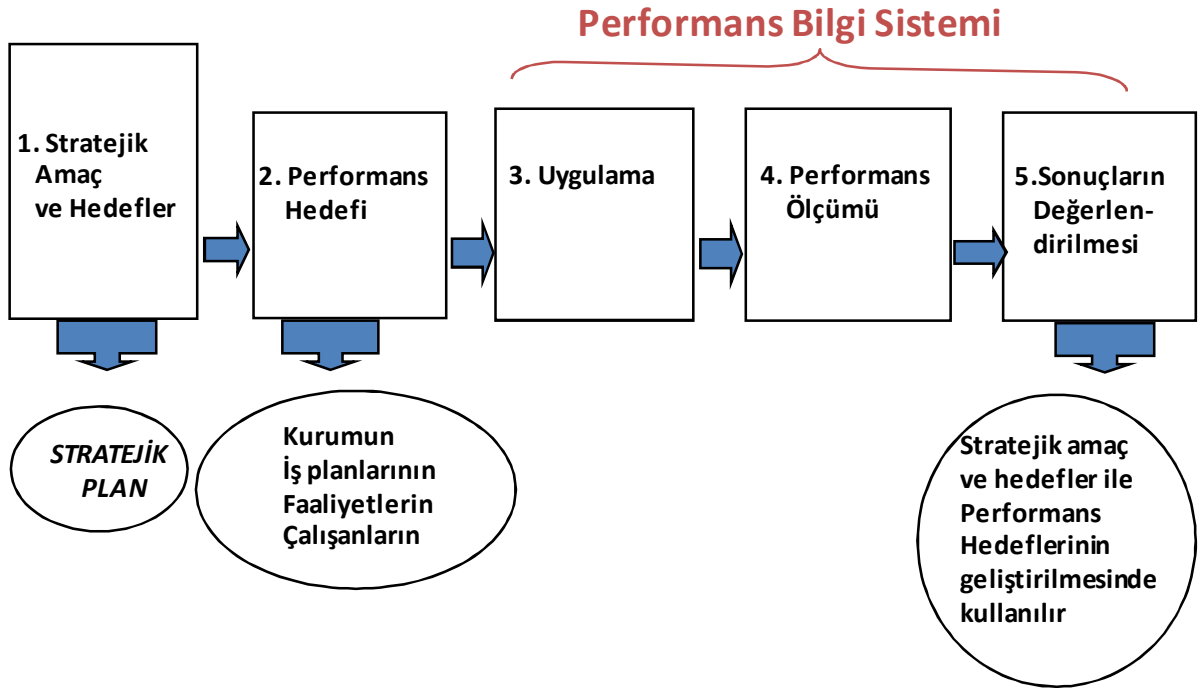 Performans Bilgi Sistemi
1. Stratejik
Amaç
ve Hedefler
2. Performans
Hedefi
3. Uygulama
4. Performans
Ölçümü
5.Sonuçların
Değerlen-
dirilmesi
STRATEJİK
PLAN
Kurumun
İş planlarının
Faaliyetlerin
Çalışanların
Stratejik amaç
ve hedefler ile
Performans
Hedeflerinin
geliştirilmesinde
kullanılır